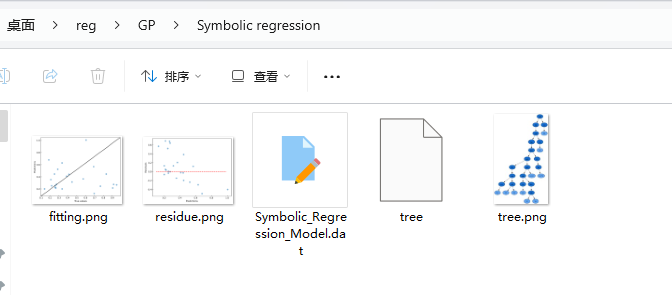 桌面 reg GP Symbolic regression
排序 查看
fitting.png residue.png Symbolic_Regre tree tree.png
ssion_Model.da
t